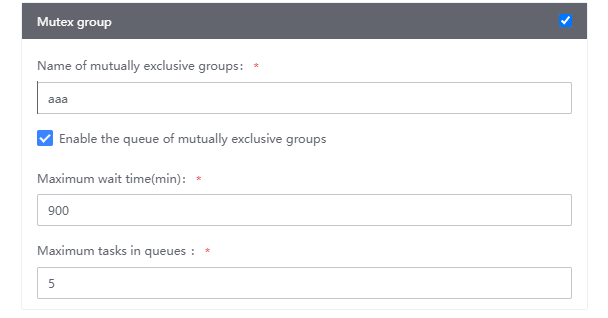 Mutex group
Name of mutually exclusive groups: *
aaa
Enable the queue of mutually exclusive groups
Maximum wait time(min): *
900
Maximum tasks in queues : *
5